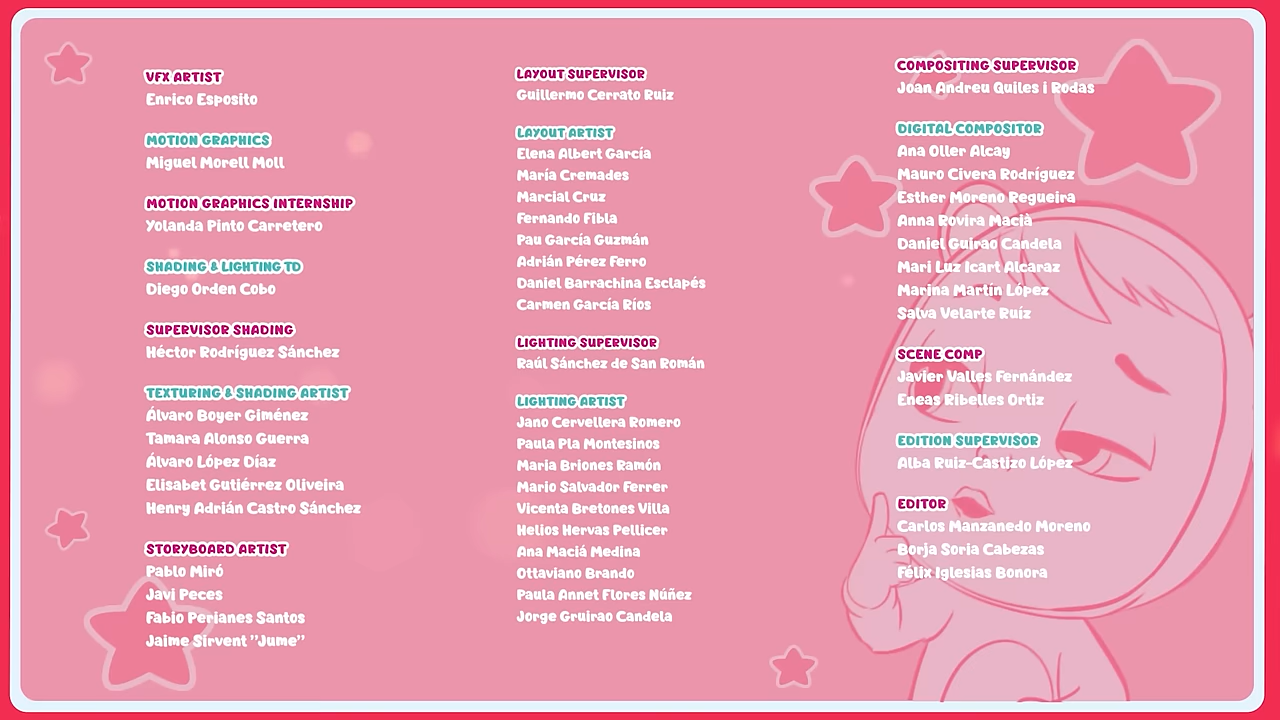 VFX ARTIST
Enrico Esposito
MOTION GRAPHICS
Miguel Morell Moll
MOTION GRAPHICS INTERNSHIP
Yolanda Pinto Carretero
SHADING & LIGHTING TD
Diego Orden Cobo
SUPERVISOR SHADING
Héctor Rodríguez Sánchez
TEXTURING & SHADING ARTIST
Álvaro Boyer Giménez
Tamara Alonso Guerra
Álvaro López Díaz
Elisabet Gutiérrez Oliveira
Henry Adrián Castro Sánchez
STORYBOARD ARTIST
Pablo Miró
Javi Peces
Fabio Perianes Santos
Jaime Sirvent "Jume"
LAYOUT SUPERVISOR
Guillermo Cerrato Ruiz
LAYOUT ARTIST
Elena Albert García
María Cremades
Marcial Cruz
Fernando Fibla
Pau García Guzmán
Adrián Pérez Ferro
Daniel Barrachina Esclapés
Carmen García Ríos
LIGHTING SUPERVISOR
Raúl Sánchez de San Román
LIGHTING ARTIST
Jano Cervellera Romero
Paula Pla Montesinos
Maria Briones Ramón
Mario Salvador Ferrer
Vicenta Bretones Villa
Helios Hervas Pellicer
Ana Maciá Medina
Ottaviano Brando
Paula Annet Flores Núñez
Jorge Gruirao Candela
COMPOSITING SUPERVISOR
Joan Andreu Quiles i Rodas
DIGITAL COMPOSITOR
Ana Oller Alcay
Mauro Civera Rodríguez
Esther Moreno Regueira
Anna Rovira Macià
Daniel Guirao Candela
Mari Luz Icart Alcaraz
Marina Martín López
Salva Velarte Ruíz
SCENE COMP
Javier Valles Fernández
Eneas Ribelles Ortiz
EDITION SUPERVISOR
Alba Ruiz-Castizo López
EDITOR
Carlos Manzanedo Moreno
Borja Soria Cabezas
Félix Iglesias Bonora